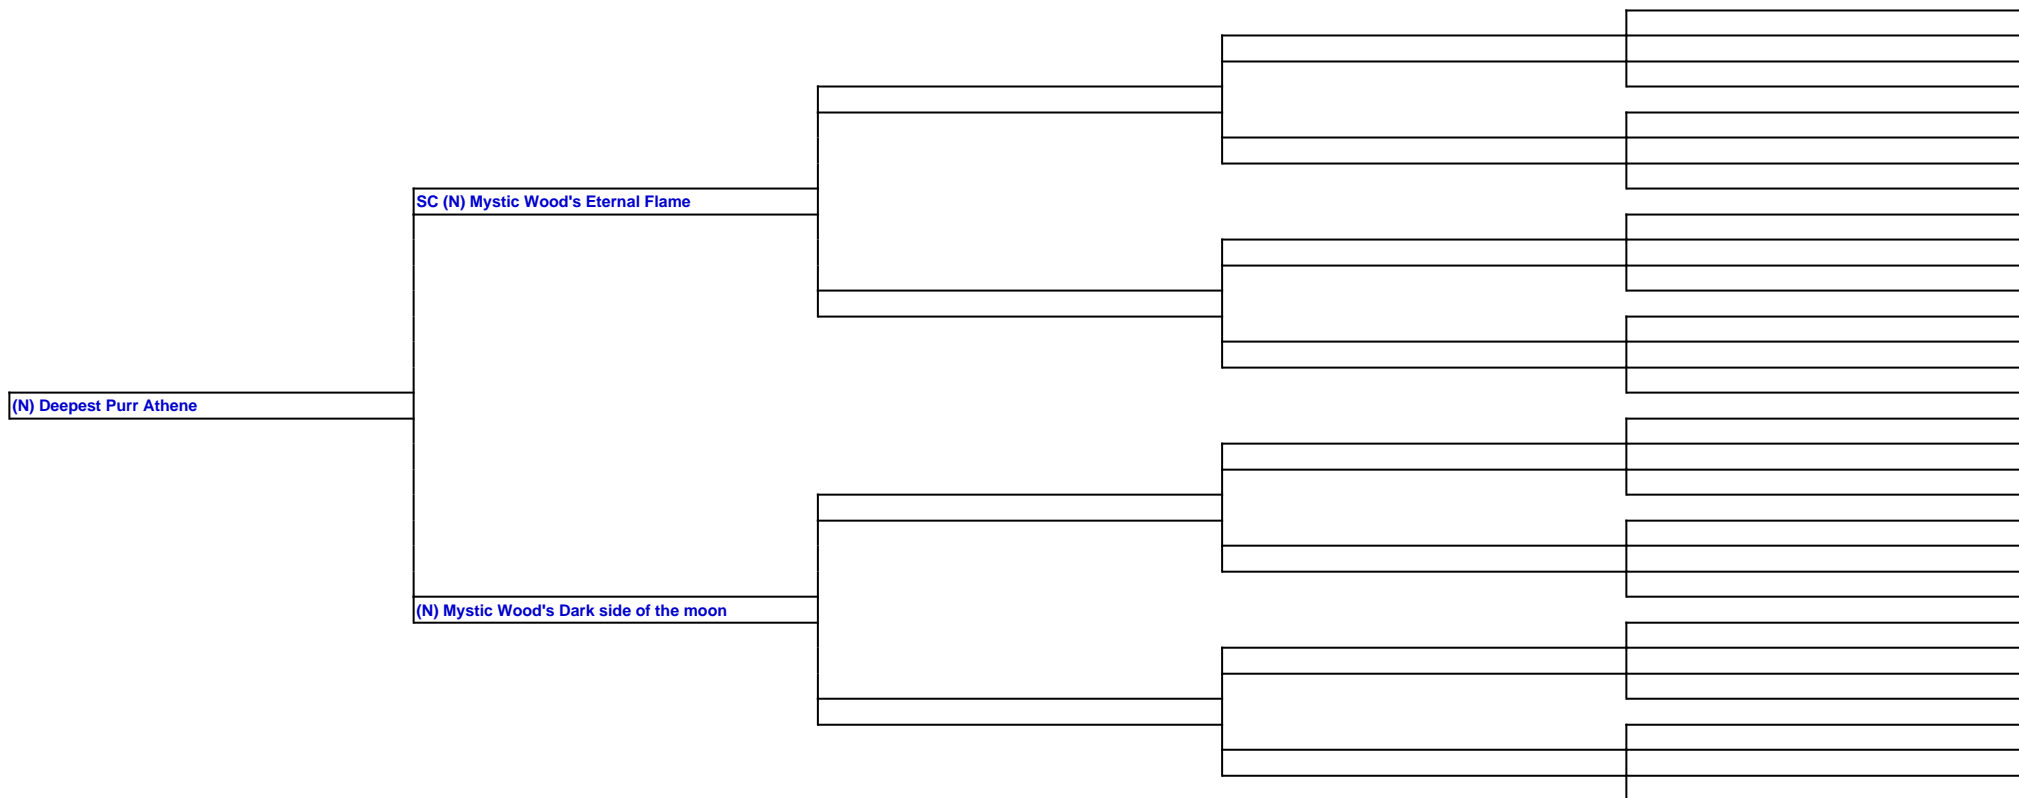 SC (N) Mystic Wood's Eternal Flame
(N) Deepest Purr Athene
(N) Mystic Wood's Dark side of the moon